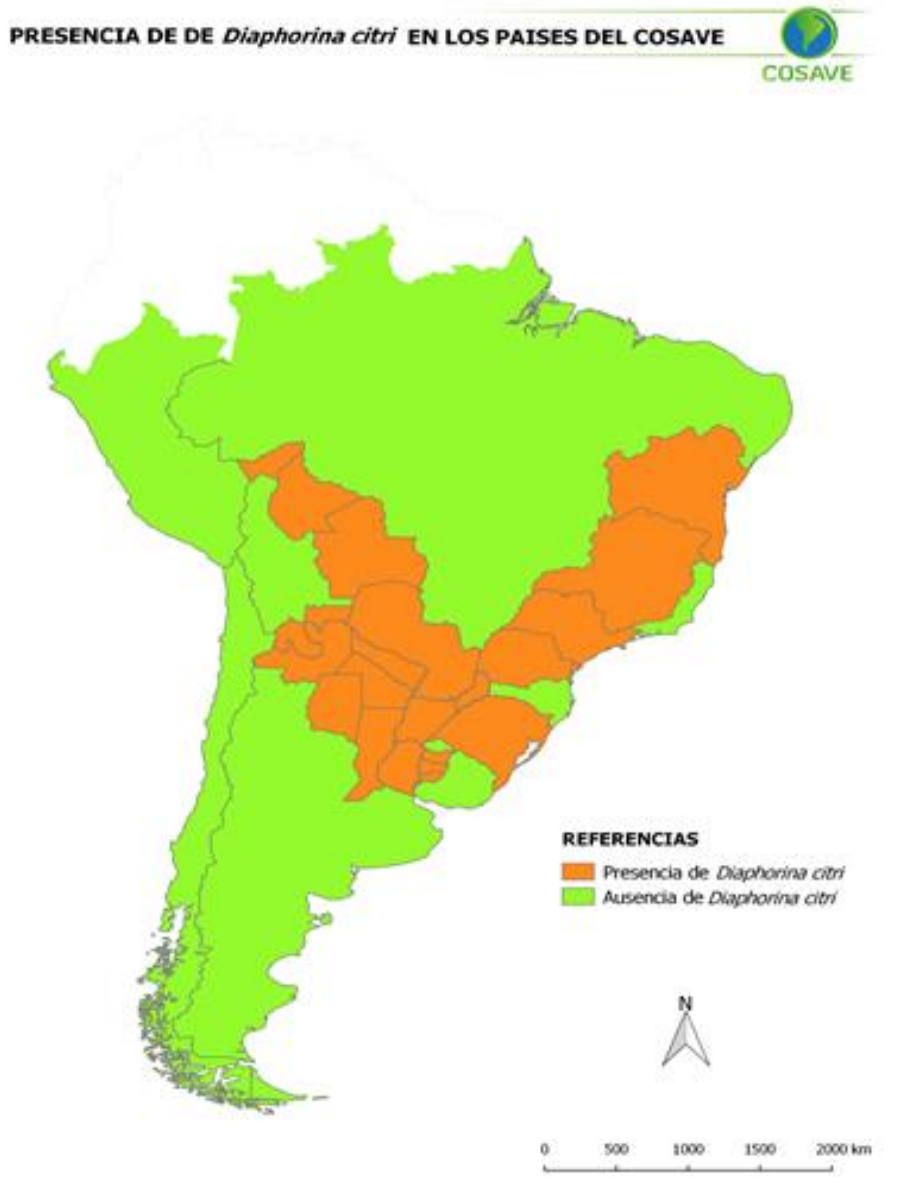 PRESENCIA DE DE Diaphorina citri EN LOS PAISES DEL COSAVE
COSAVE
REFERENCIAS
Presencia de Diaphorina citri
Ausencia de Diaphorina citri
N
0 500 1000 1500 2000 km